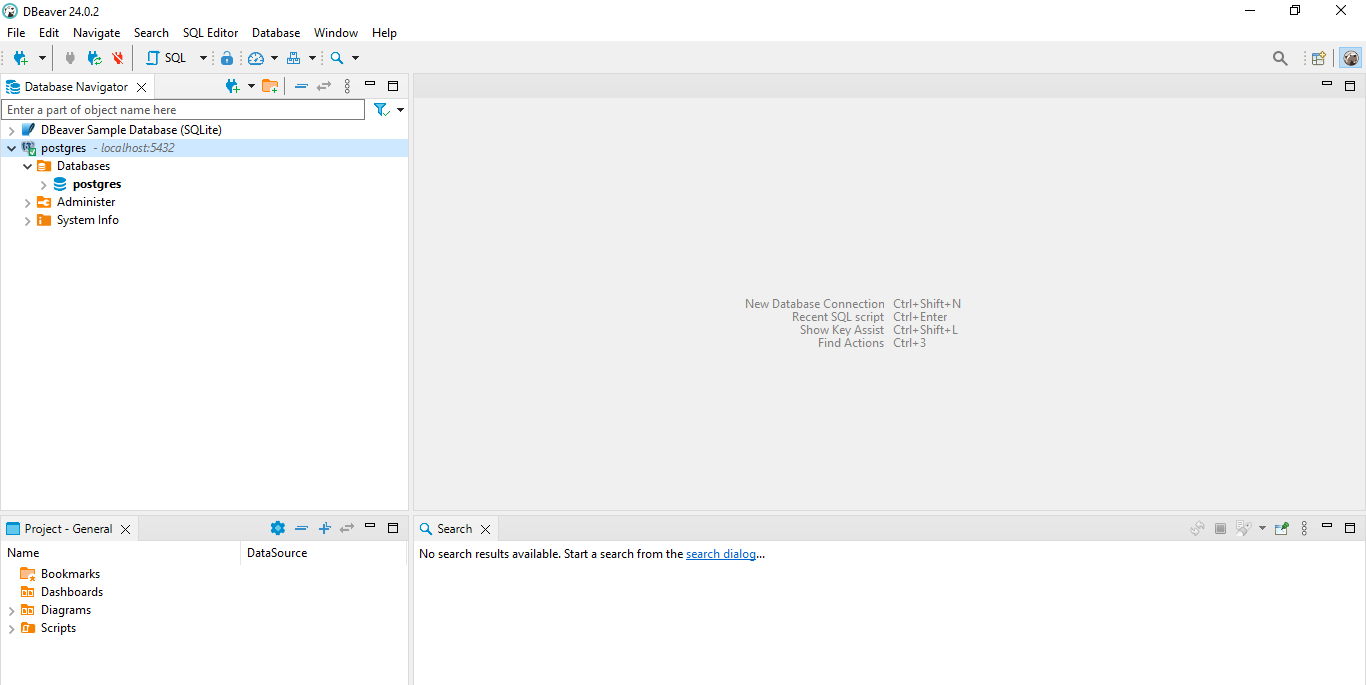 DBeaver 24.0.2
File Edit Navigate Search SQL Editor Database Window Help
SQL
Database Navigator
Enter a part of object name here
DBeaver Sample Database (SQLite)
postgres - localhost:5432
Databases
postgres
Administer
System Info
New Database Connection Ctrl+Shift+N
Recent SQL script Ctrl+Enter
Show Key Assist Ctrl+Shift+L
Find Actions Ctrl+3
Project - General
Name DataSource
Bookmarks
Dashboards
Diagrams
Scripts
Search
No search results available. Start a search from the search dialog...